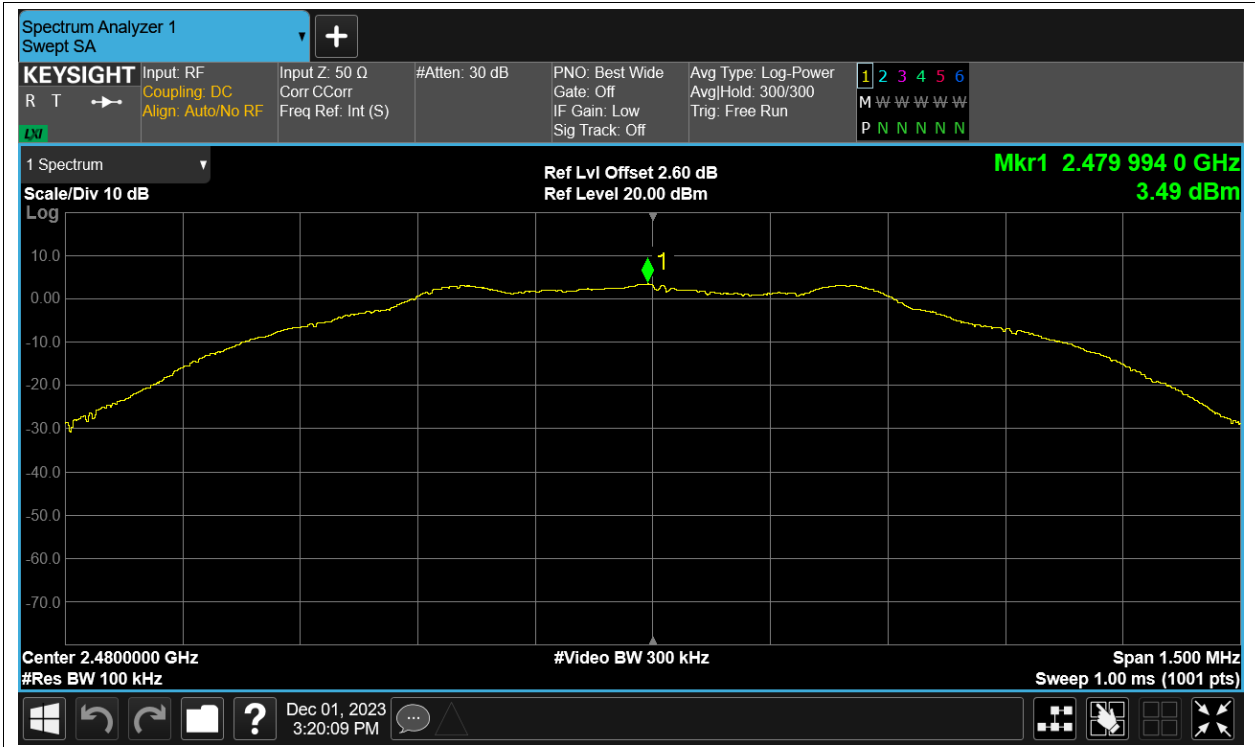 Spectrum Analyzer 1
Swept SA
+
KEYSIGHT
R T
LXI
Input: RF
Coupling: DC
Align: Auto/No RF
Input Z: 50 Ω
Corr CCorr
Freq Ref: Int (S)
#Atten: 30 dB
PNO: Best Wide
Gate: Off
IF Gain: Low
Sig Track: Off
Avg Type: Log-Power
Avg|Hold: 300/300
Trig: Free Run
1 2 3 4 5 6
M W W W W W
P N N N N N
1 Spectrum
Scale/Div 10 dB
Log
Ref Lvl Offset 2.60 dB
Ref Level 20.00 dBm
Mkr1 2.479 994 0 GHz
3.49 dBm
1
10.0
0.00
-10.0
-20.0
-30.0
-40.0
-50.0
-60.0
-70.0
Center 2.4800000 GHz
#Res BW 100 kHz
#Video BW 300 kHz
Span 1.500 MHz
Sweep 1.00 ms (1001 pts)
?
Dec 01, 2023
3:20:09 PM